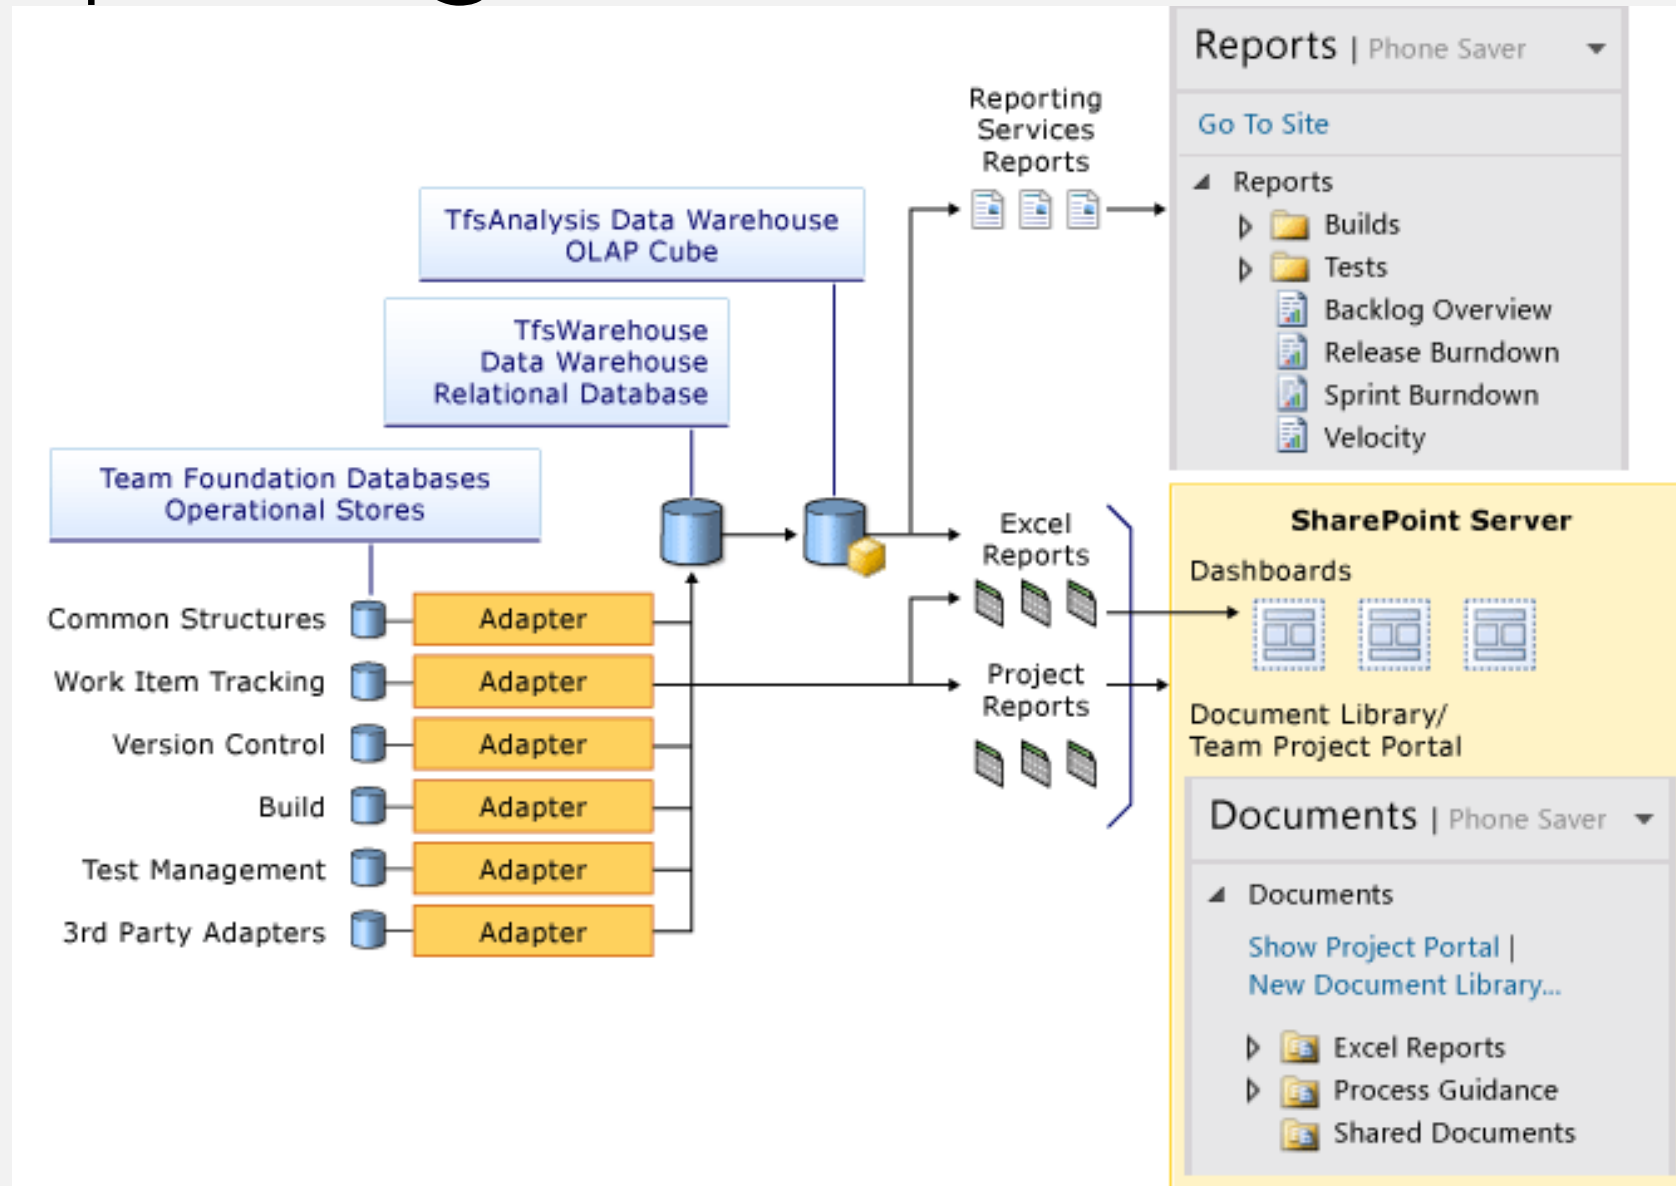 Reporting
Services
Reports
TfsAnalysis Data Warehouse
OLAP Cube
TfsWarehouse
Data Warehouse
Relational Database
Team Foundation Databases
Operational Stores
Common Structures
Adapter
Work Item Tracking
Adapter
Version Control
Adapter
Build
Adapter
Test Management
Adapter
3rd Party Adapters
Adapter
Excel
Reports
Project
Reports
Reports | Phone Saver
Go To Site
Reports
Builds
Tests
Backlog Overview
Release Burndown
Sprint Burndown
Velocity
SharePoint Server
Dashboards
Document Library/
Team Project Portal
Documents | Phone Saver
Documents
Show Project Portal |
New Document Library...
Excel Reports
Process Guidance
Shared Documents